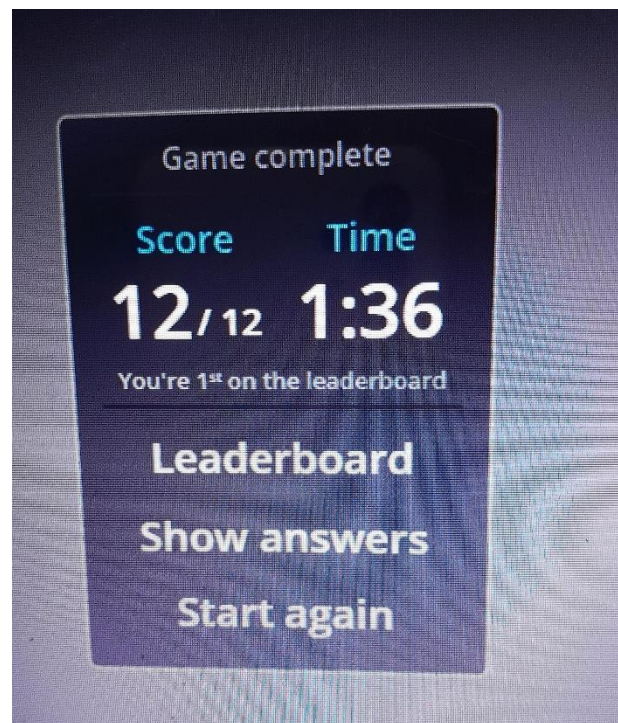 Game complete
Score Time
12/ 12 1:36
You're 1st on the leaderboard
Leaderboard
Show answers
Start again